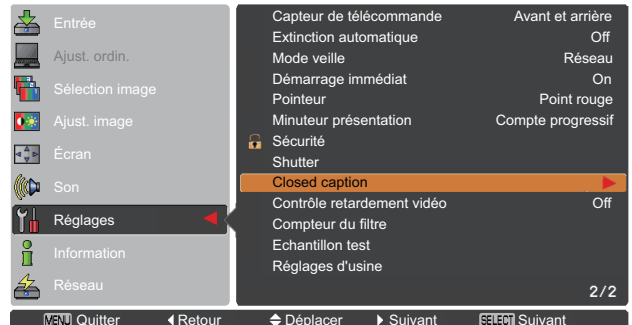 Entrée
Ajust. ordin.
Sélection image
Ajust. image
Écran
Son
Réglages
Information
Réseau
Capteur de télécommande Avant et arrière
Extinction automatique Off
Mode veille Réseau
Démarrage immédiat On
Pointeur Point rouge
Minuteur présentation Compte progressif
Sécurité
Shutter
Closed caption
Contrôle retardement vidéo Off
Compteur du filtre
Echantillon test
Réglages d'usine
2/2
MENU Quitter Retour Déplacer Suivant SELECT Suivant